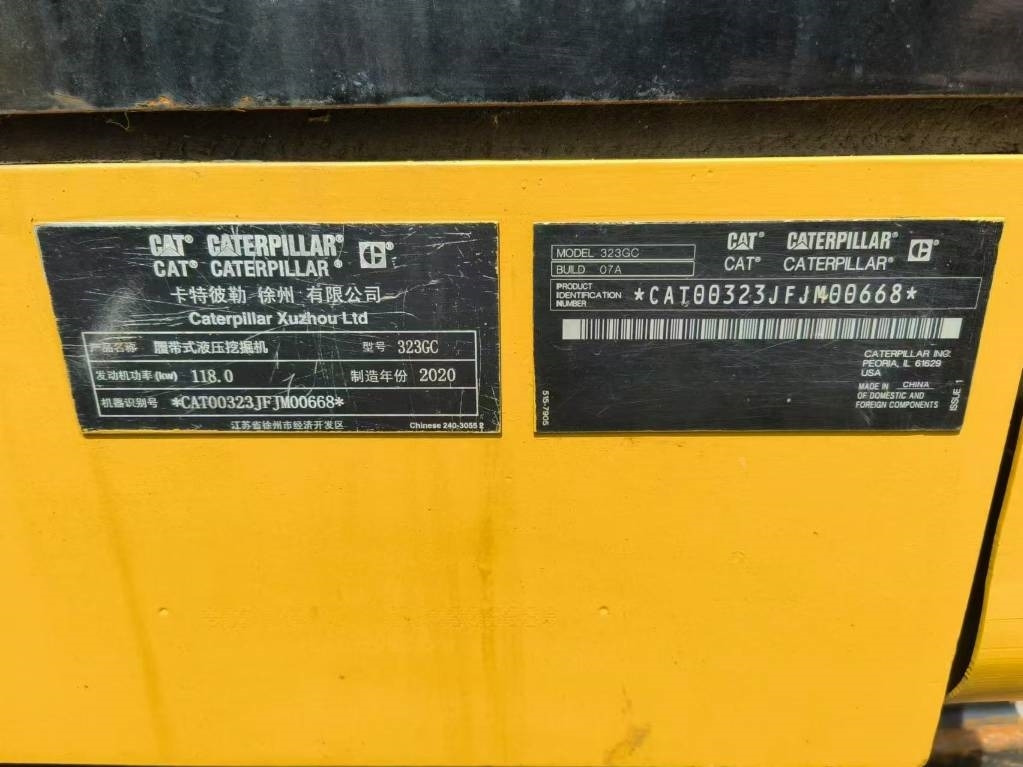 CAT® CATERPILLAR® C®
CAT® CATERPILLAR®
卡特彼勒 徐州 有限公司
Caterpillar Xuzhou Ltd
产品名称 履带式液压挖掘机 型号 323GC
发动机功率(kw) 118.0 制造年份 2020
机器识别号 *CAT00323JFJM00668*
江苏省徐州市经济开发区 Chinese 240-3055 2
MODEL 323GC
BUILD 07A
CAT® CATERPILLAR® C®
CAT® CATERPILLAR®
PRODUCT
IDENTIFICATION
NUMBER
*CAT00323JFJM00668*
CATERPILLAR INC.
PEORIA, IL 61629
USA
MADE IN CHINA
OF DOMESTIC AND
FOREIGN COMPONENTS
515-7905
ISSUE 1